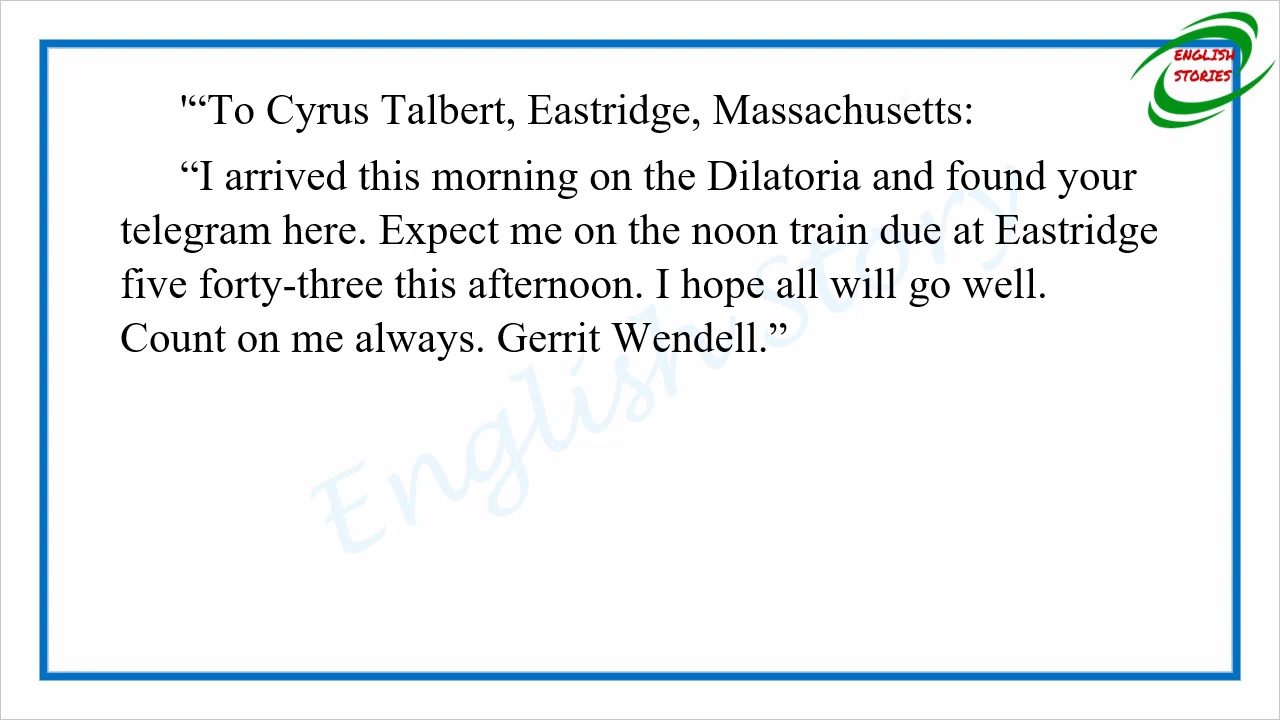 ENGLISH
STORIES
'“To Cyrus Talbert, Eastridge, Massachusetts:
“I arrived this morning on the Dilatoria and found your
telegram here. Expect me on the noon train due at Eastridge
five forty-three this afternoon. I hope all will go well.
Count on me always. Gerrit Wendell.”
English Story